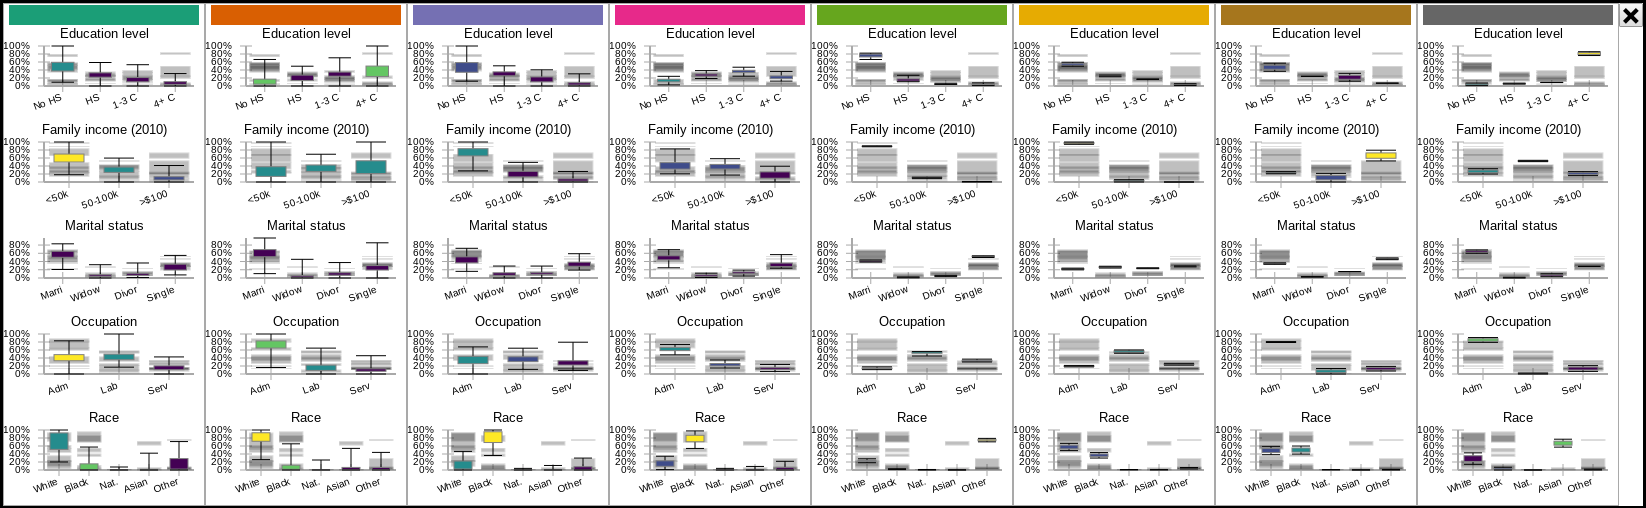 Education level Education level Education level Education level Education level Education level Education level Education level
100% 100% 100% 100% 100% 100% 100% 100%
80% 80% 80% 80% 80% 80% 80% 80%
60% 60% 60% 60% 60% 60% 60% 60%
40% 40% 40% 40% 40% 40% 40% 40%
20% 20% 20% 20% 20% 20% 20% 20%
0% 0% 0% 0% 0% 0% 0% 0%
No HS HS 1-3 C 4+ C No HS HS 1-3 C 4+ C No HS HS 1-3 C 4+ C No HS HS 1-3 C 4+ C No HS HS 1-3 C 4+ C No HS HS 1-3 C 4+ C No HS HS 1-3 C 4+ C No HS HS 1-3 C 4+ C
Family income (2010) Family income (2010) Family income (2010) Family income (2010) Family income (2010) Family income (2010) Family income (2010) Family income (2010)
100% 100% 100% 100% 100% 100% 100% 100%
80% 80% 80% 80% 80% 80% 80% 80%
60% 60% 60% 60% 60% 60% 60% 60%
40% 40% 40% 40% 40% 40% 40% 40%
20% 20% 20% 20% 20% 20% 20% 20%
0% 0% 0% 0% 0% 0% 0% 0%
<50k 50-100k >$100 <50k 50-100k >$100 <50k 50-100k >$100 <50k 50-100k >$100 <50k 50-100k >$100 <50k 50-100k >$100 <50k 50-100k >$100 <50k 50-100k >$100
Marital status Marital status Marital status Marital status Marital status Marital status Marital status Marital status
80% 80% 80% 80% 80% 80% 80% 80%
60% 60% 60% 60% 60% 60% 60% 60%
40% 40% 40% 40% 40% 40% 40% 40%
20% 20% 20% 20% 20% 20% 20% 20%
0% 0% 0% 0% 0% 0% 0% 0%
Marri Widow Divor Single Marri Widow Divor Single Marri Widow Divor Single Marri Widow Divor Single Marri Widow Divor Single Marri Widow Divor Single Marri Widow Divor Single Marri Widow Divor Single
Occupation Occupation Occupation Occupation Occupation Occupation Occupation Occupation
100% 100% 100% 100% 100% 100% 100% 100%
80% 80% 80% 80% 80% 80% 80% 80%
60% 60% 60% 60% 60% 60% 60% 60%
40% 40% 40% 40% 40% 40% 40% 40%
20% 20% 20% 20% 20% 20% 20% 20%
0% 0% 0% 0% 0% 0% 0% 0%
Adm Lab Serv Adm Lab Serv Adm Lab Serv Adm Lab Serv Adm Lab Serv Adm Lab Serv Adm Lab Serv Adm Lab Serv
Race Race Race Race Race Race Race Race
100% 100% 100% 100% 100% 100% 100% 100%
80% 80% 80% 80% 80% 80% 80% 80%
60% 60% 60% 60% 60% 60% 60% 60%
40% 40% 40% 40% 40% 40% 40% 40%
20% 20% 20% 20% 20% 20% 20% 20%
0% 0% 0% 0% 0% 0% 0% 0%
White Black Nat. Asian Other White Black Nat. Asian Other White Black Nat. Asian Other White Black Nat. Asian Other White Black Nat. Asian Other White Black Nat. Asian Other White Black Nat. Asian Other White Black Nat. Asian Other